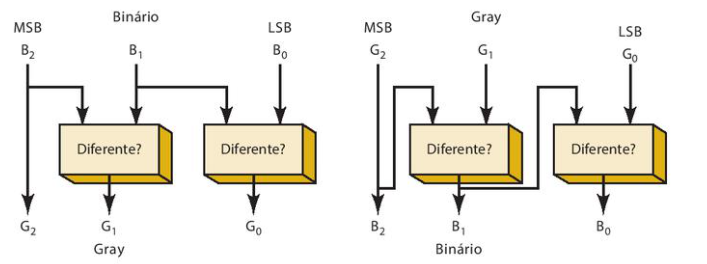 Binário
MSB LSB
B₂ B₁ B₀
Diferente? Diferente?
G₂ G₁ G₀
Gray
Gray
MSB LSB
G₂ G₁ G₀
Diferente? Diferente?
B₂ B₁ B₀
Binário